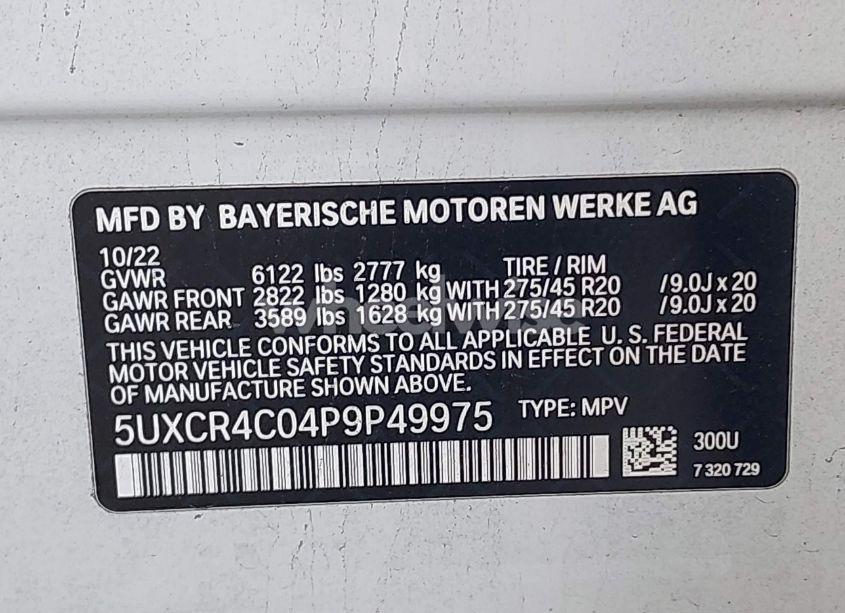 MFD BY BAYERISCHE MOTOREN WERKE AG
10/22
GVWR 6122 lbs 2777 kg TIRE / RIM
GAWR FRONT 2822 lbs 1280 kg WITH 275/45 R20 /9.0J x 20
GAWR REAR 3589 lbs 1628 kg WITH 275/45 R20 /9.0J x 20
THIS VEHICLE CONFORMS TO ALL APPLICABLE U. S. FEDERAL
MOTOR VEHICLE SAFETY STANDARDS IN EFFECT ON THE DATE
OF MANUFACTURE SHOWN ABOVE.
5UXCR4C04P9P49975 TYPE: MPV
300U
7 320 729